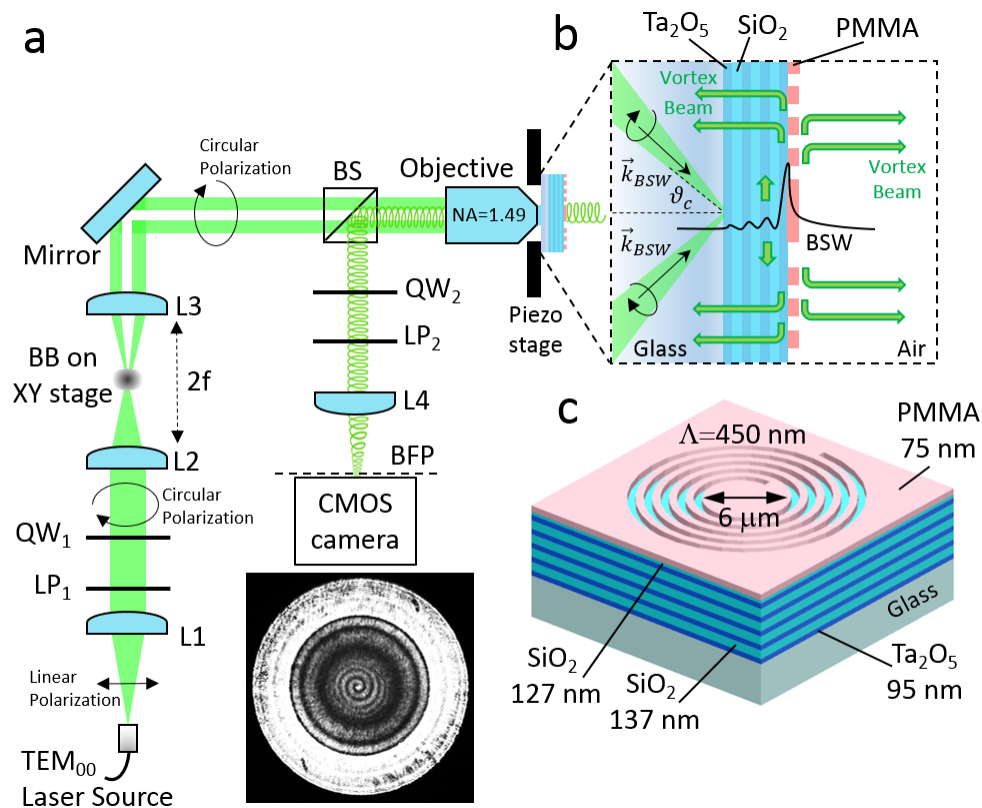 a
Circular
Polarization
BS
Objective
NA=1.49
Mirror
L3
BB on
XY stage
2f
L2
Circular
Polarization
QW₁
LP₁
L1
Linear
Polarization
TEM₀₀
Laser Source
QW₂
LP₂
L4
BFP
CMOS
camera
Piezo
stage
b
Ta₂O₅
SiO₂
PMMA
Vortex
Beam
k⃗_BSW
ϑ_c
k⃗_BSW
Vortex
Beam
BSW
Glass
Air
c
Λ=450 nm
6 μm
PMMA
75 nm
Glass
SiO₂
127 nm
SiO₂
137 nm
Ta₂O₅
95 nm